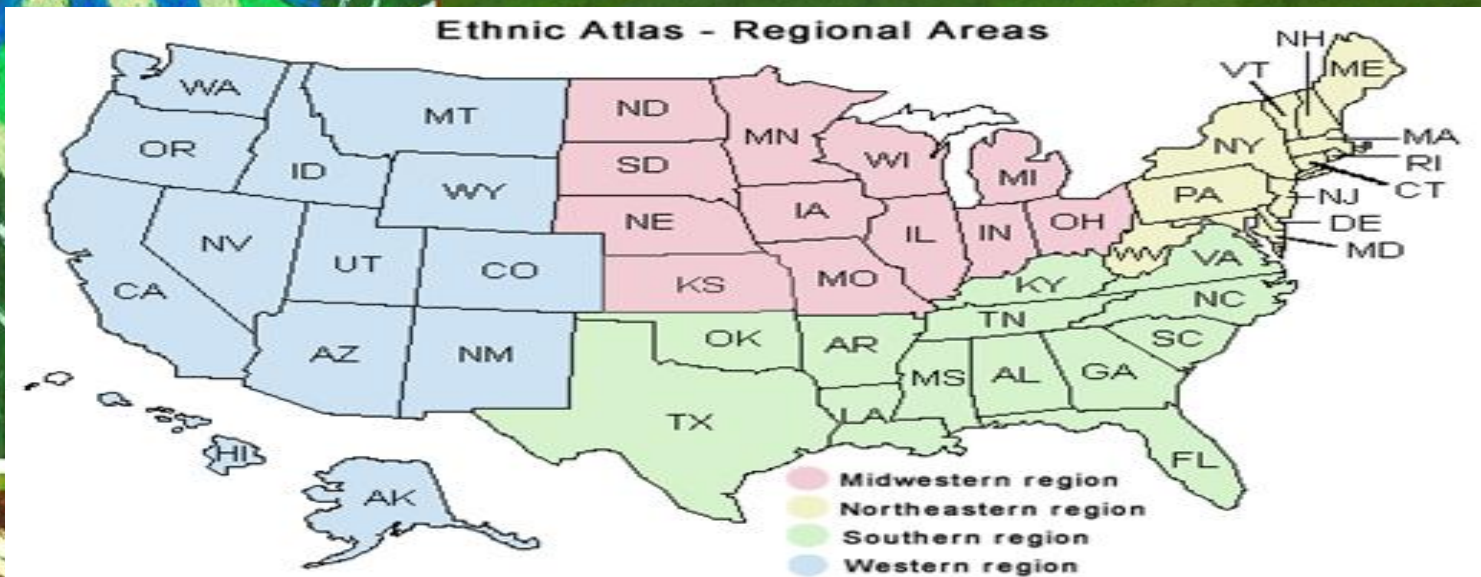 Ethnic Atlas - Regional Areas
NH
VT
ME
WA
MT
ND
MN
MA
OR
ID
SD
WI
NY
RI
MI
CT
WY
NE
IA
PA
NJ
NV
UT
CO
IL
IN
OH
DE
MD
WV
VA
CA
KS
MO
KY
NC
AZ
NM
OK
AR
TN
SC
MS
AL
GA
TX
LA
HI
FL
AK
Midwestern region
Northeastern region
Southern region
Western region